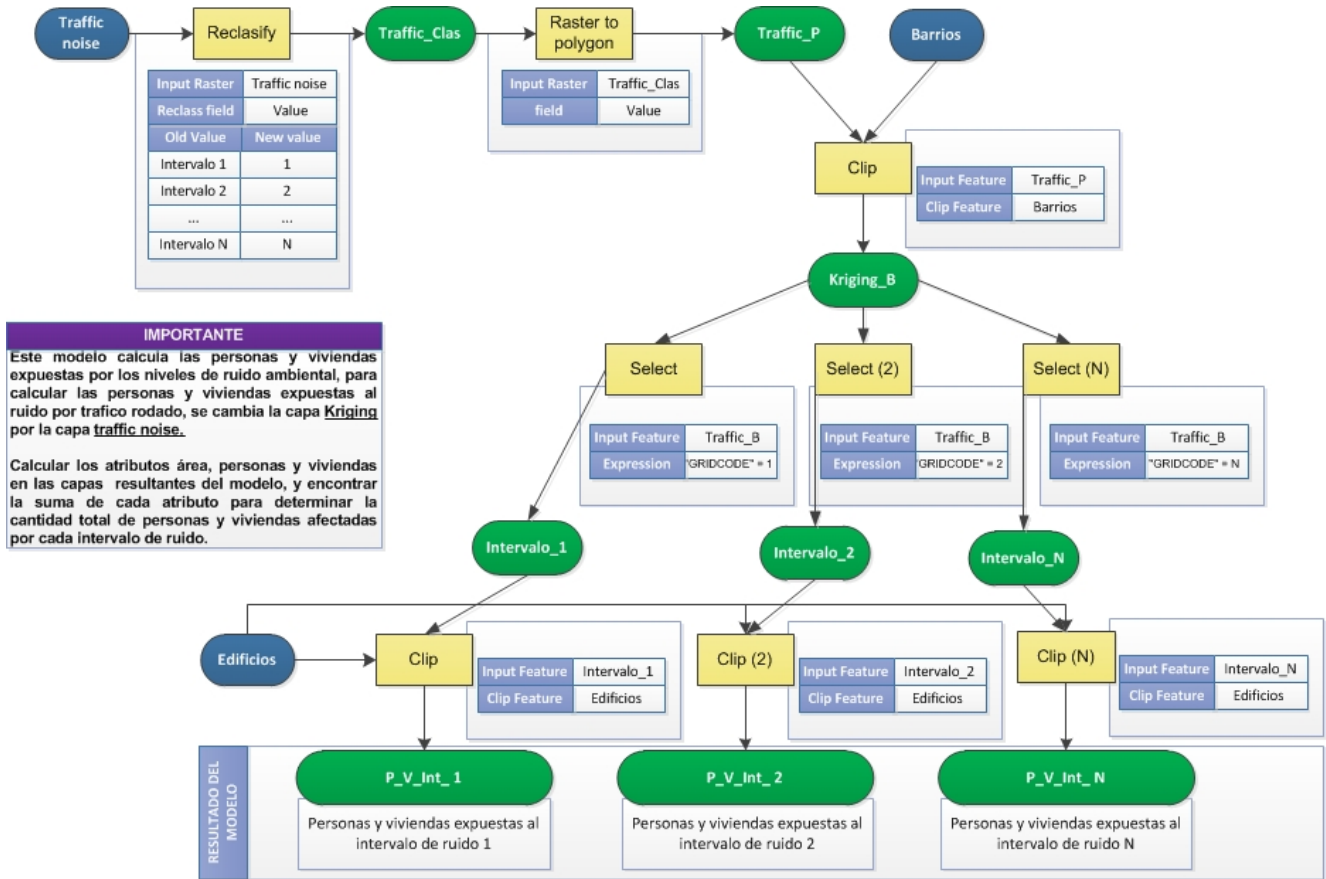 Traffic
noise
Reclasify
Traffic_Clas
Raster to
polygon
Traffic_P
Barrios
Input Raster Traffic noise
Reclass field Value
Old Value New value
Intervalo 1 1
Intervalo 2 2
... ...
Intervalo N N
Input Raster Traffic_Clas
field Value
Clip
Input Feature Traffic_P
Clip Feature Barrios
Kriging_B
IMPORTANTE
Este modelo calcula las personas y viviendas
expuestas por los niveles de ruido ambiental, para
calcular las personas y viviendas expuestas al
ruido por trafico rodado, se cambia la capa Kriging
por la capa traffic noise.
Calcular los atributos área, personas y viviendas
en las capas resultantes del modelo, y encontrar
la suma de cada atributo para determinar la
cantidad total de personas y viviendas afectadas
por cada intervalo de ruido.
Select
Select (2)
Select (N)
Input Feature Traffic_B
Expression "GRIDCODE" = 1
Input Feature Traffic_B
Expression "GRIDCODE" = 2
Input Feature Traffic_B
Expression "GRIDCODE" = N
Intervalo_1
Intervalo_2
Intervalo_N
Edificios
Clip
Input Feature Intervalo_1
Clip Feature Edificios
Clip (2)
Input Feature Intervalo_2
Clip Feature Edificios
Clip (N)
Input Feature Intervalo_N
Clip Feature Edificios
RESULTADO DEL
MODELO
P_V_Int_ 1
Personas y viviendas expuestas al
intervalo de ruido 1
P_V_Int_ 2
Personas y viviendas expuestas al
intervalo de ruido 2
P_V_Int_ N
Personas y viviendas expuestas al
intervalo de ruido N